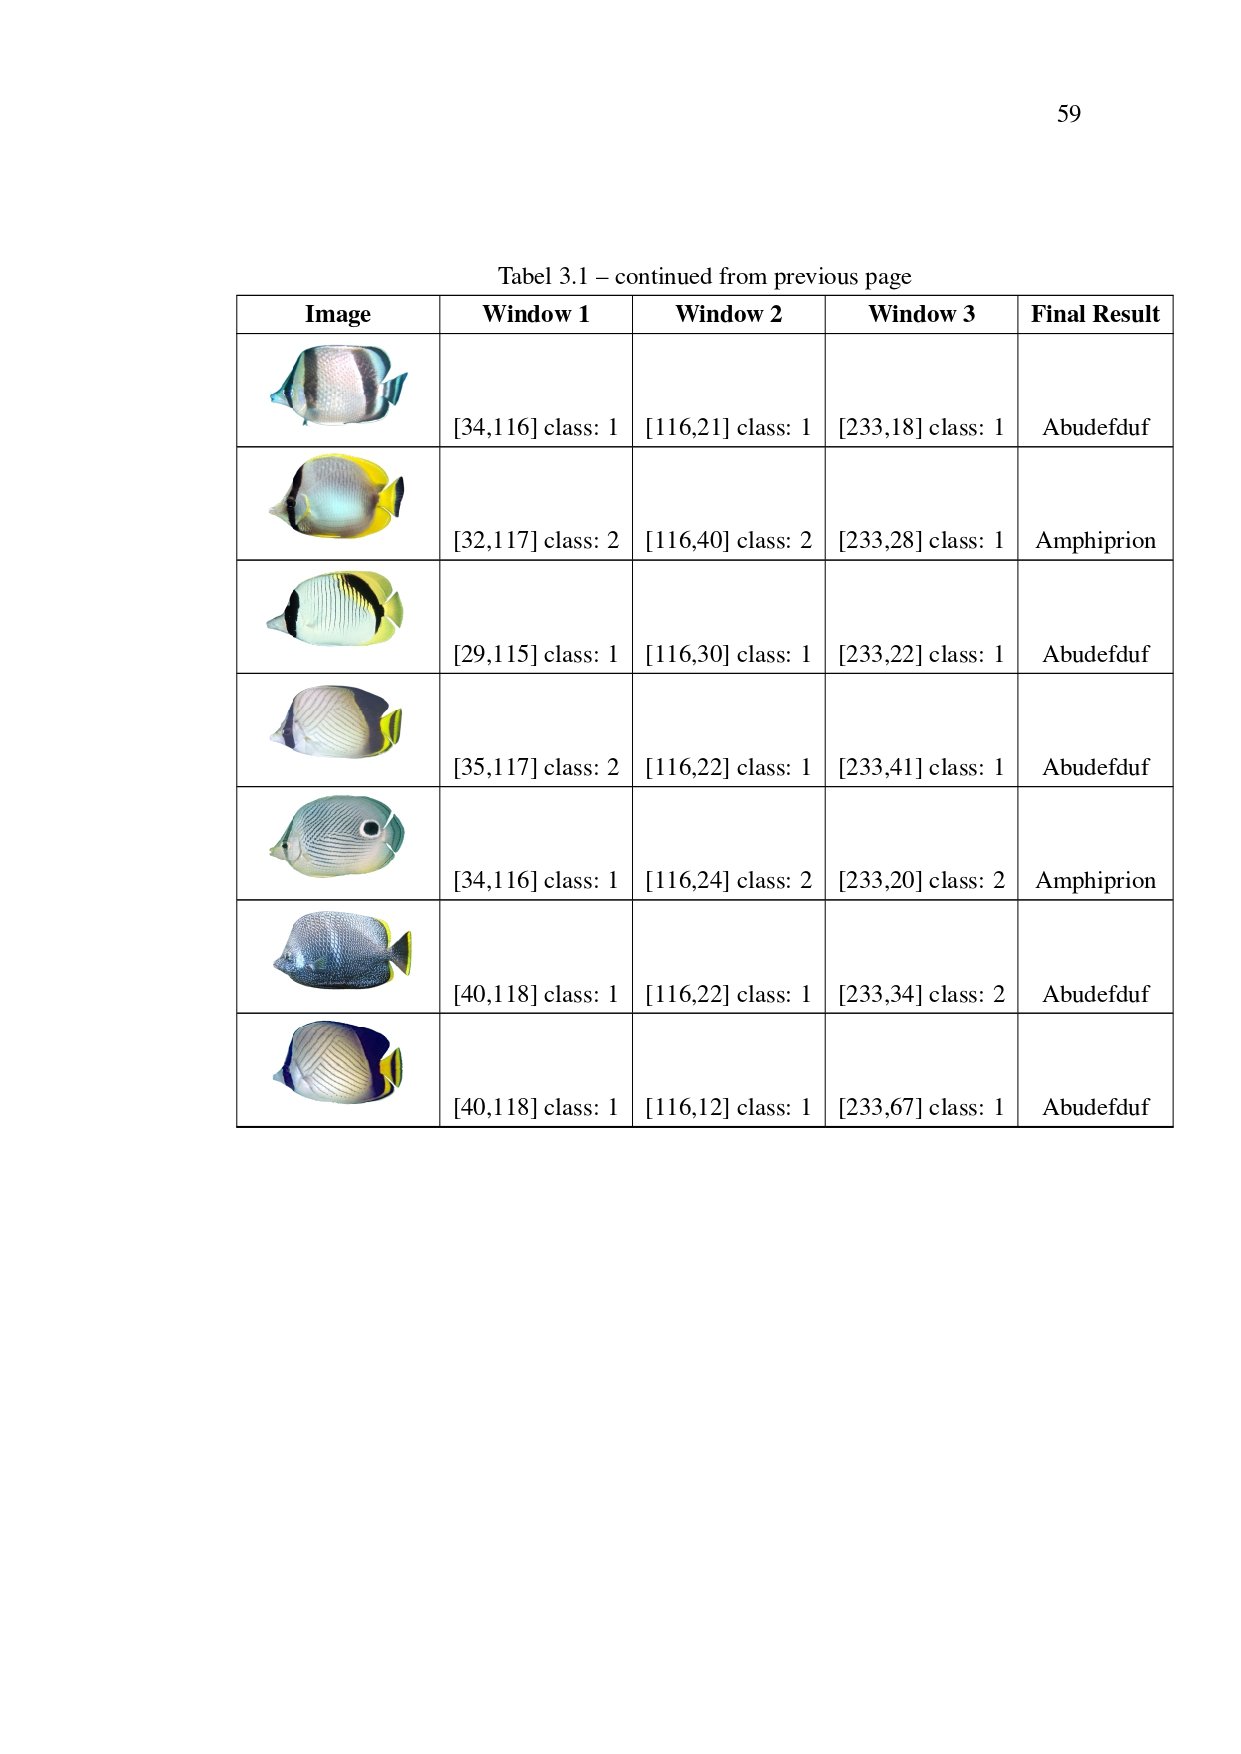 59
Tabel 3.1 – continued from previous page
Image Window 1 Window 2 Window 3 Final Result
[34,116] class: 1 [116,21] class: 1 [233,18] class: 1 Abudefduf
[32,117] class: 2 [116,40] class: 2 [233,28] class: 1 Amphiprion
[29,115] class: 1 [116,30] class: 1 [233,22] class: 1 Abudefduf
[35,117] class: 2 [116,22] class: 1 [233,41] class: 1 Abudefduf
[34,116] class: 1 [116,24] class: 2 [233,20] class: 2 Amphiprion
[40,118] class: 1 [116,22] class: 1 [233,34] class: 2 Abudefduf
[40,118] class: 1 [116,12] class: 1 [233,67] class: 1 Abudefduf